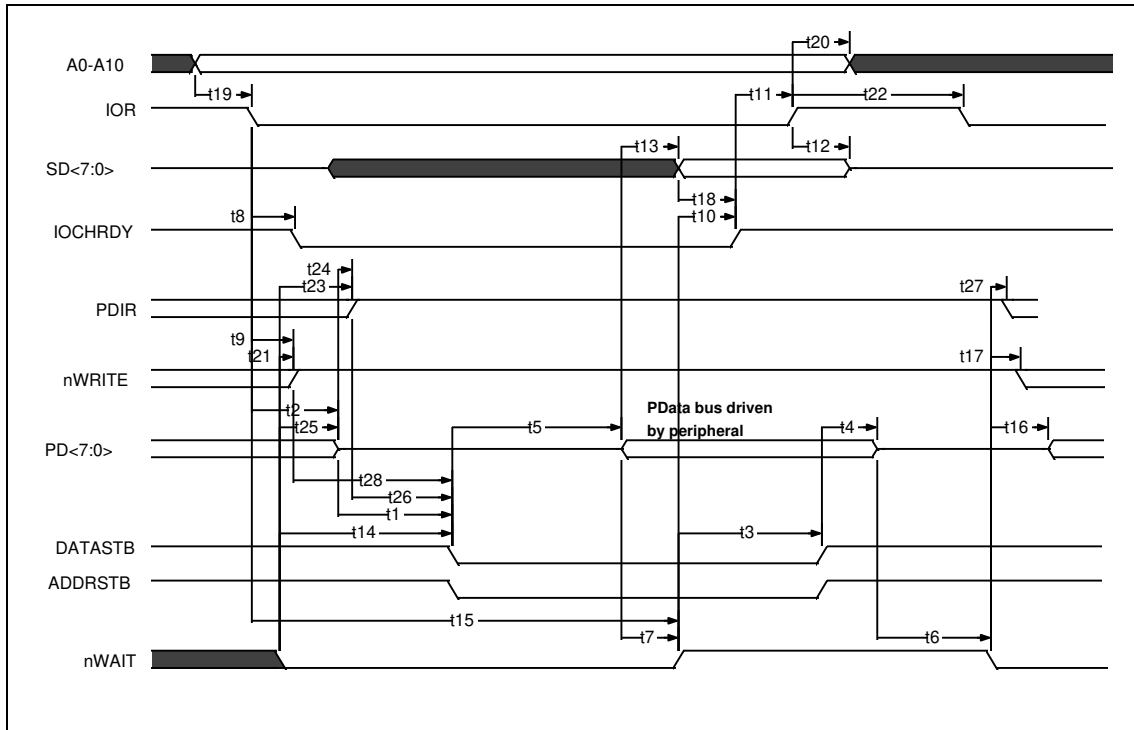 t20
A0-A10
t19
t11
t22
IOR
t13
t12
SD<7:0>
t18
t8
t10
IOCHRDY
t24
t23
t27
PDIR
t9
t21
t17
nWRITE
t2
PData bus driven
t25
t5
by peripheral
t4
t16
PD<7:0>
t28
t26
t1
t14
t3
DATASTB
ADDRSTB
t15
t7
t6
nWAIT